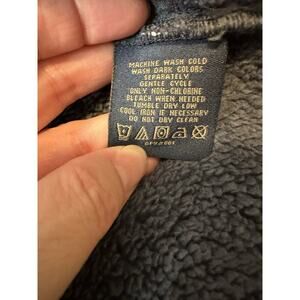 MACHINE WASH COLD
WASH DARK COLORS
SEPARATELY
GENTLE CYCLE
ONLY NON-CHLORINE
BLEACH WHEN NEEDED
TUMBLE DRY LOW
COOL IRON IF NECESSARY
DO NOT DRY CLEAN